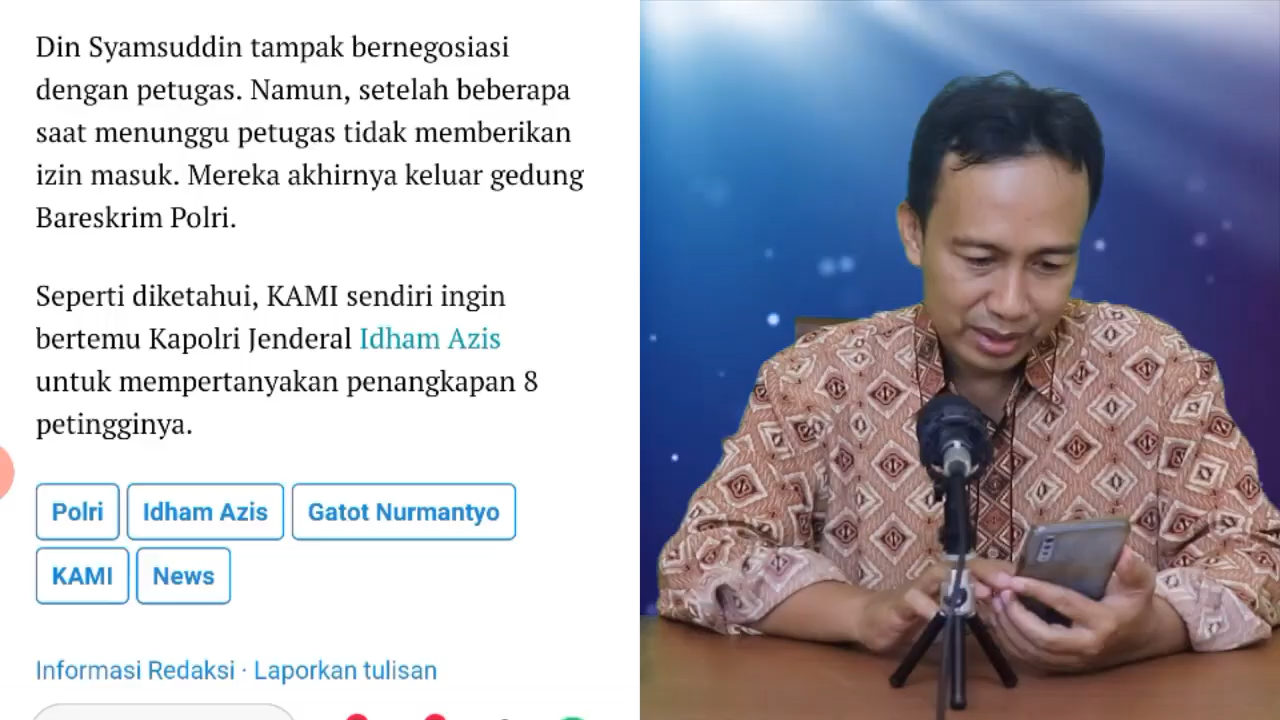 Din Syamsuddin tampak bernegosiasi
dengan petugas. Namun, setelah beberapa
saat menunggu petugas tidak memberikan
izin masuk. Mereka akhirnya keluar gedung
Bareskrim Polri.
Seperti diketahui, KAMI sendiri ingin
bertemu Kapolri Jenderal Idham Azis
untuk mempertanyakan penangkapan 8
petingginya.
Polri Idham Azis Gatot Nurmantyo
KAMI News
Informasi Redaksi · Laporkan tulisan